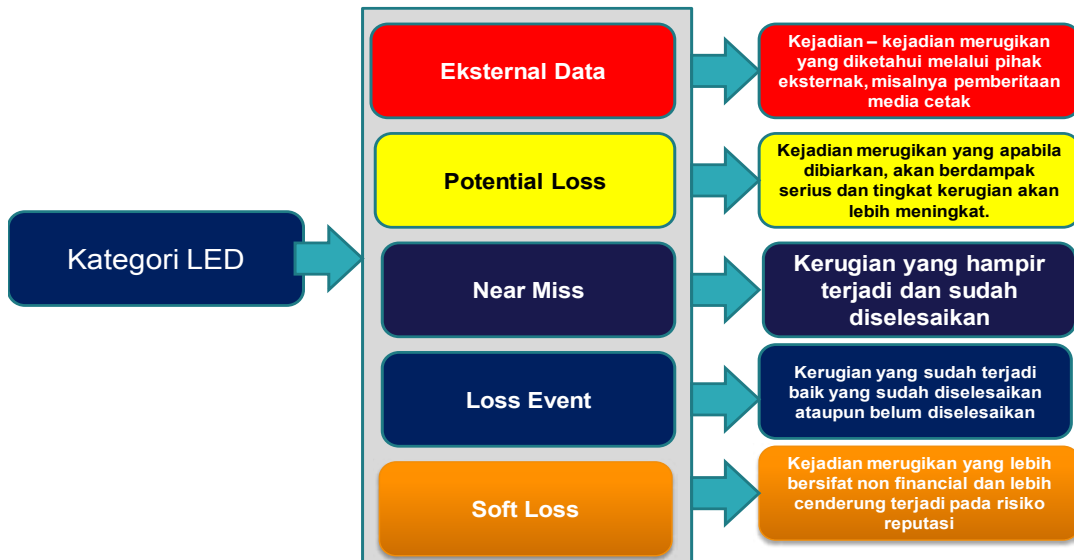 Kategori LED
Eksternal Data
Kejadian – kejadian merugikan
yang diketahui melalui pihak
eksternak, misalnya pemberitaan
media cetak
Potential Loss
Kejadian merugikan yang apabila
dibiarkan, akan berdampak
serius dan tingkat kerugian akan
lebih meningkat.
Near Miss
Kerugian yang hampir
terjadi dan sudah
diselesaikan
Loss Event
Kerugian yang sudah terjadi
baik yang sudah diselesaikan
ataupun belum diselesaikan
Soft Loss
Kejadian merugikan yang lebih
bersifat non financial dan lebih
cenderung terjadi pada risiko
reputasi